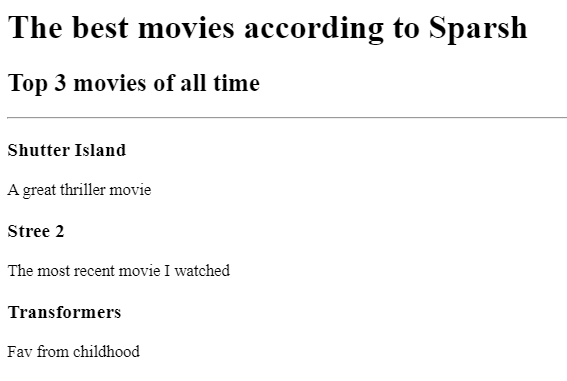 The best movies according to Sparsh
Top 3 movies of all time
Shutter Island
A great thriller movie
Stree 2
The most recent movie I watched
Transformers
Fav from childhood